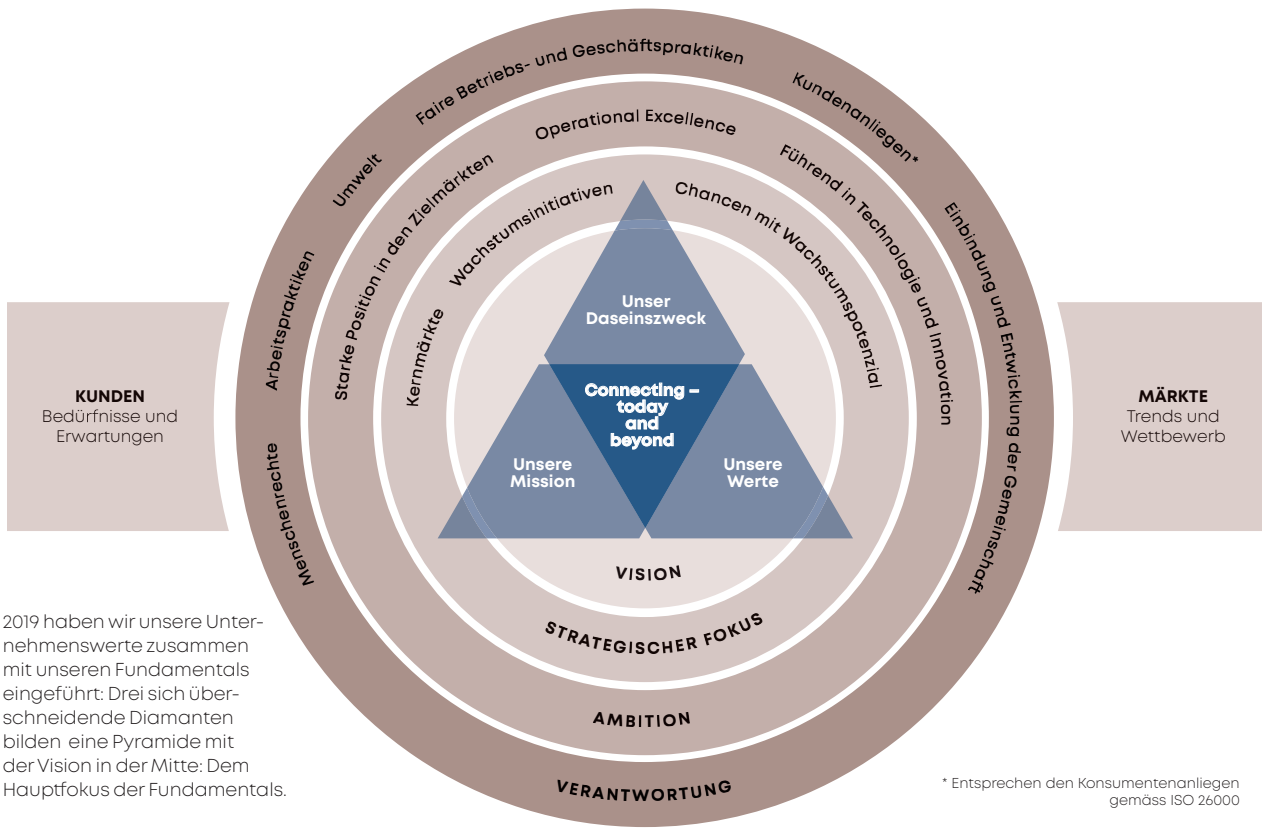 Faire Betriebs- und Geschäftspraktiken
Kundenanliegen*
Umwelt
Arbeitspraktiken
Menschenrechte
Einbindung und Entwicklung der Gemeinschaft
Operational Excellence
Starke Position in den Zielmärkten
Führend in Technologie und Innovation
Wachstumsinitiativen
Chancen mit Wachstumspotenzial
Kernmärkte
Unser
Daseinszweck
Connecting –
today
and
beyond
Unsere
Mission
Unsere
Werte
KUNDEN
Bedürfnisse und
Erwartungen
MÄRKTE
Trends und
Wettbewerb
VISION
STRATEGISCHER FOKUS
AMBITION
VERANTWORTUNG
2019 haben wir unsere Unter-
nehmenswerte zusammen
mit unseren Fundamentals
eingeführt: Drei sich über-
schneidende Diamanten
bilden eine Pyramide mit
der Vision in der Mitte: Dem
Hauptfokus der Fundamentals.
* Entsprechen den Konsumentenanliegen
gemäss ISO 26000